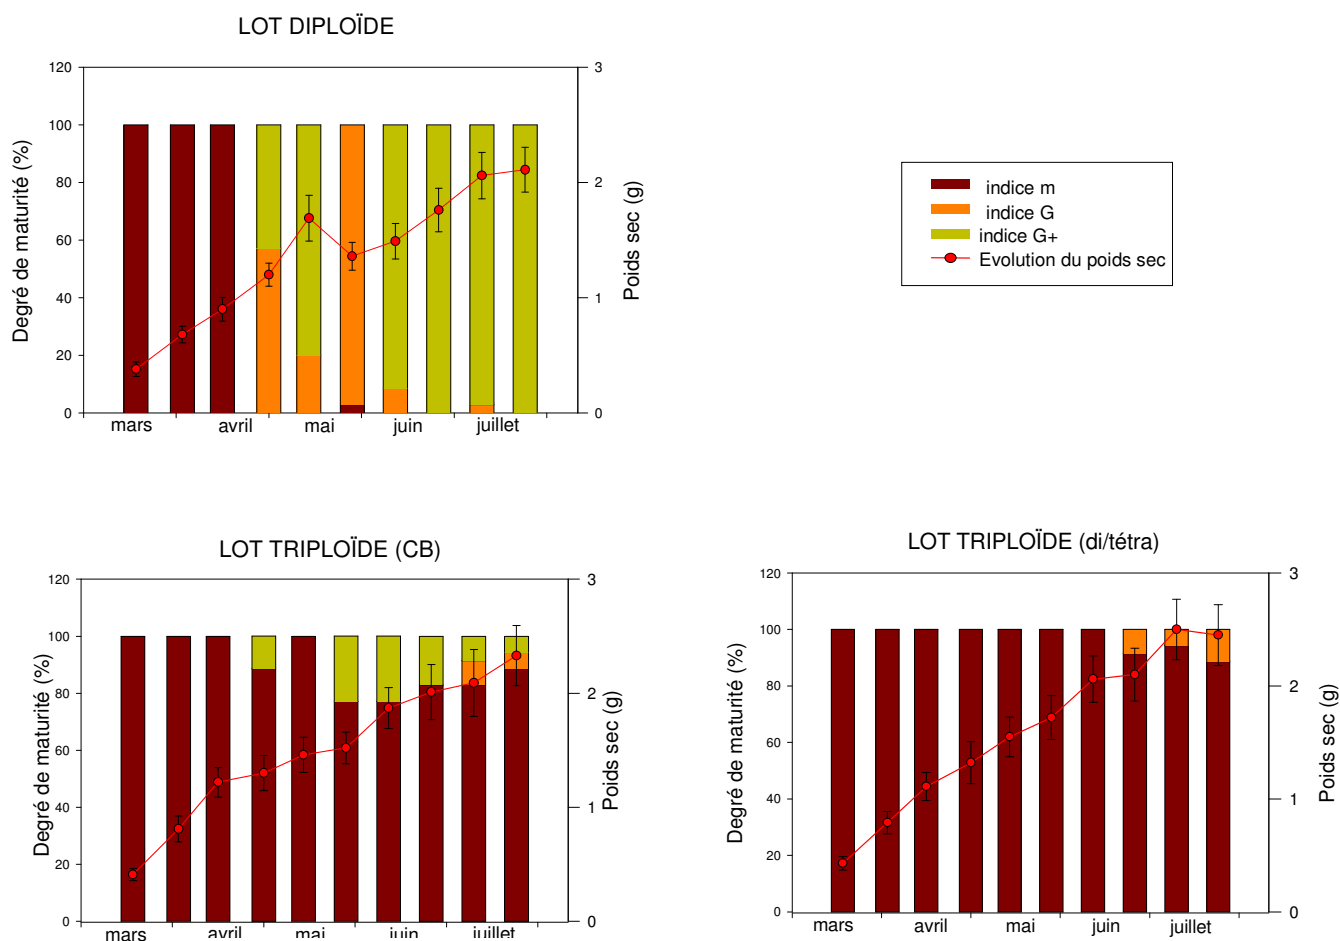 LOT DIPLOÏDE
120
100
80
60
40
20
0
Degré de maturité (%)
3
2
1
0
Poids sec (g)
mars avril mai juin juillet
indice m
indice G
indice G+
Evolution du poids sec
LOT TRIPLOÏDE (CB)
120
100
80
60
40
20
0
Degré de maturité (%)
3
2
1
0
Poids sec (g)
mars avril mai juin juillet
LOT TRIPLOÏDE (di/tétra)
120
100
80
60
40
20
0
Degré de maturité (%)
3
2
1
0
Poids sec (g)
mars avril mai juin juillet